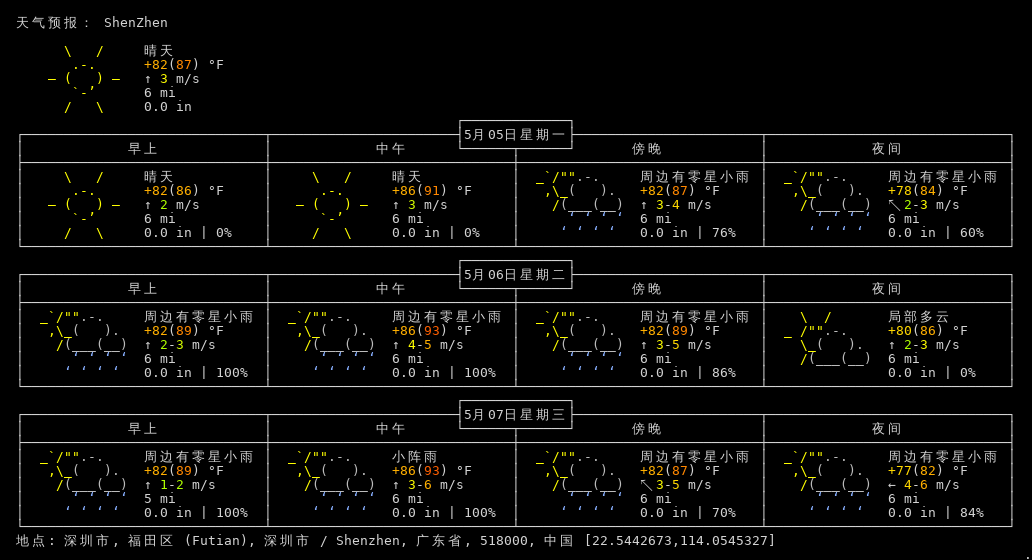 天气预报： ShenZhen
晴天
+82(87) °F
↑ 3 m/s
6 mi
0.0 in
5月05日星期一
早上 中午 傍晚 夜间
晴天 晴天 周边有零星小雨 周边有零星小雨
+82(86) °F +86(91) °F +82(87) °F +78(84) °F
↑ 2 m/s ↑ 3 m/s ↑ 3-4 m/s ↖ 2-3 m/s
6 mi 6 mi 6 mi 6 mi
0.0 in | 0% 0.0 in | 0% 0.0 in | 76% 0.0 in | 60%
5月06日星期二
早上 中午 傍晚 夜间
周边有零星小雨 周边有零星小雨 周边有零星小雨 局部多云
+82(89) °F +86(93) °F +82(89) °F +80(86) °F
↑ 2-3 m/s ↑ 4-5 m/s ↑ 3-5 m/s ↑ 2-3 m/s
6 mi 6 mi 6 mi 6 mi
0.0 in | 100% 0.0 in | 100% 0.0 in | 86% 0.0 in | 0%
5月07日星期三
早上 中午 傍晚 夜间
周边有零星小雨 小阵雨 周边有零星小雨 周边有零星小雨
+82(89) °F +86(93) °F +82(87) °F +77(82) °F
↑ 1-2 m/s ↑ 3-6 m/s ↖ 3-5 m/s ← 4-6 m/s
5 mi 6 mi 6 mi 6 mi
0.0 in | 100% 0.0 in | 100% 0.0 in | 70% 0.0 in | 84%
地点: 深圳市, 福田区 (Futian), 深圳市 / Shenzhen, 广东省, 518000, 中国 [22.5442673,114.0545327]